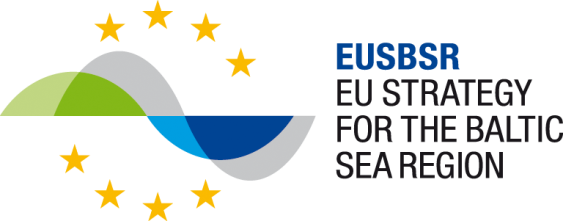 EUSBSR
EU STRATEGY
FOR THE BALTIC
SEA REGION